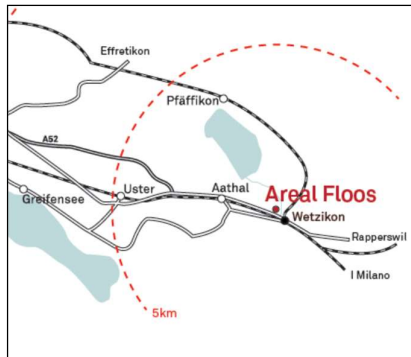 Effretikon
Pfäffikon
A52
Areal Floos
Aathal
Uster
Greifensee
Wetzikon
Rapperswil
I Milano
5km